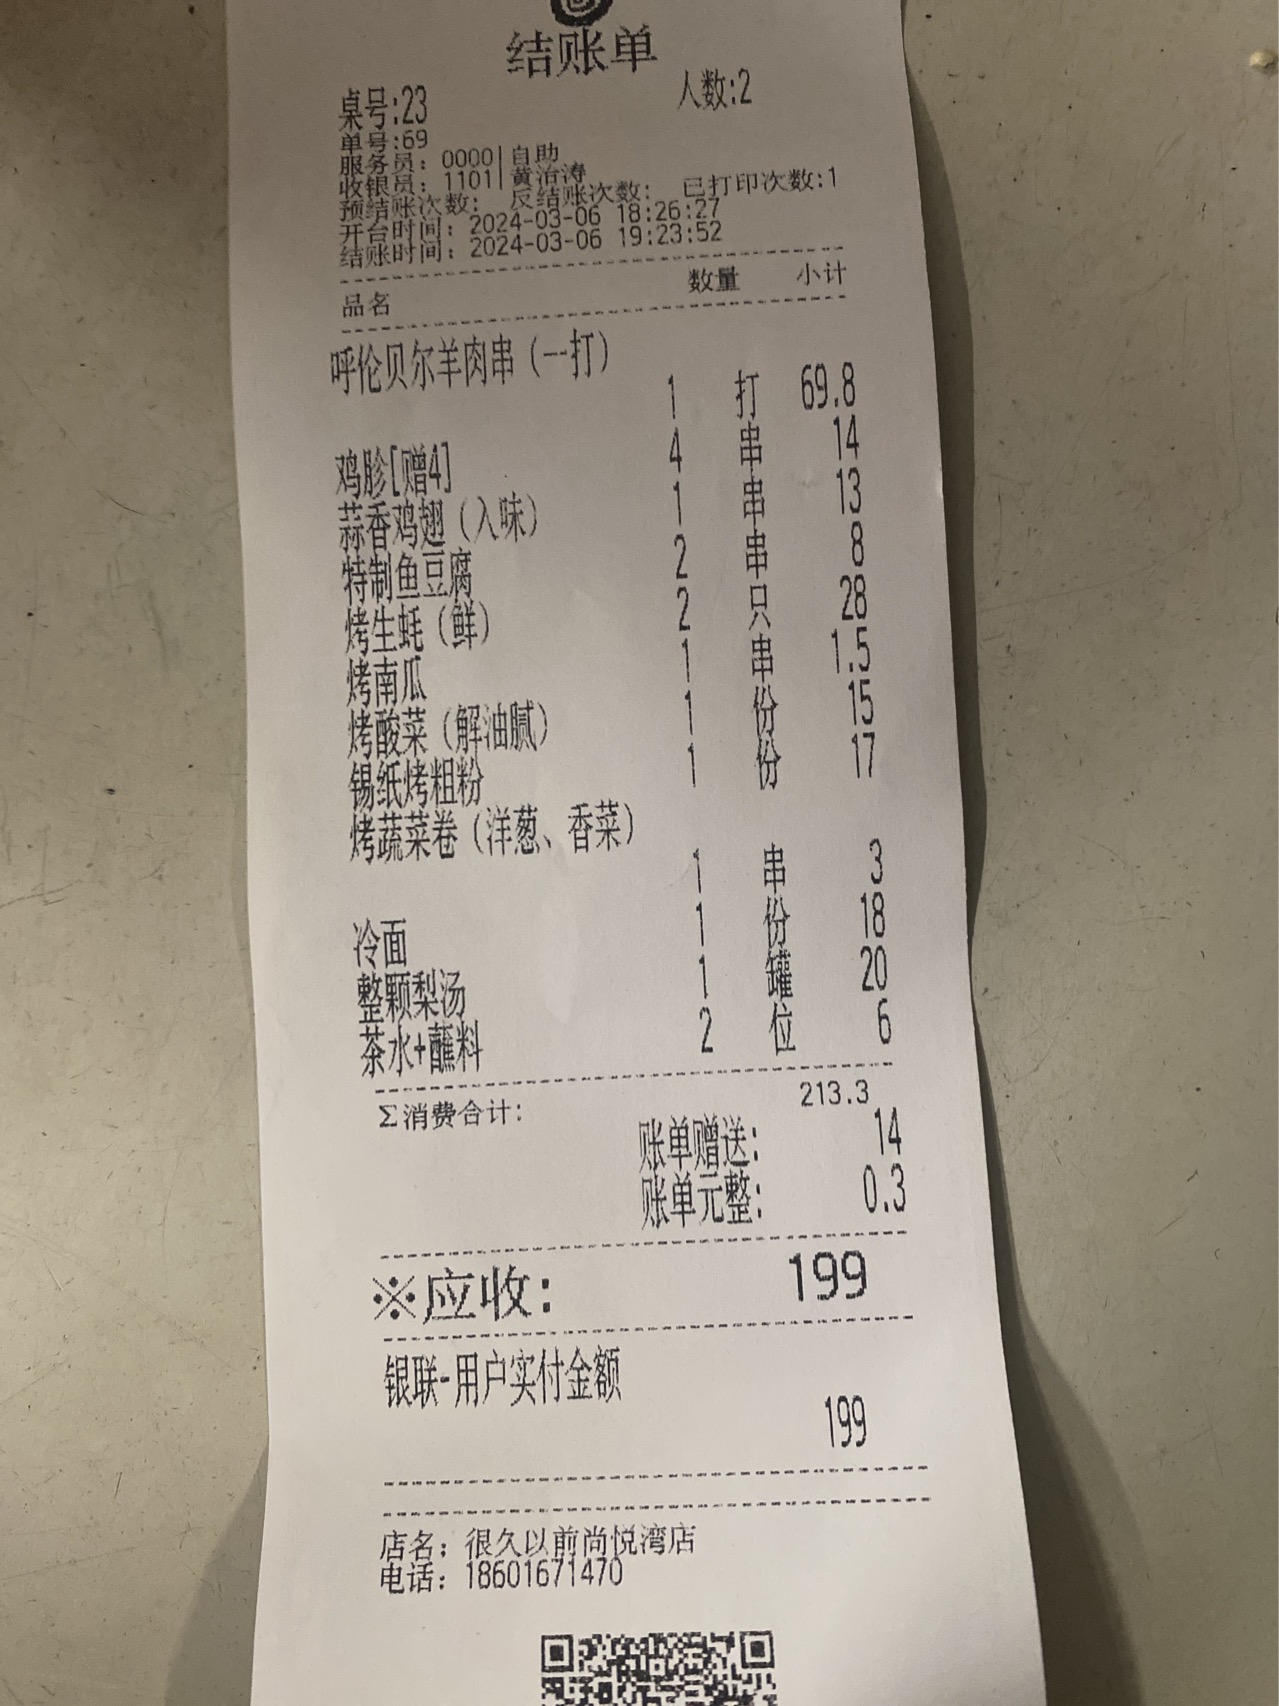 结账单
桌号:23 人数:2
单号:69
服务员: 0000|自助
收银员: 1101|黄治涛
预结账次数: 反结账次数: 已打印次数:1
开台时间: 2024-03-06 18:26:27
结账时间: 2024-03-06 19:23:52
品名 数量 小计
呼伦贝尔羊肉串(一打)
1 打 69.8
鸡胗[赠4] 4 串 14
蒜香鸡翅(入味) 1 串 13
特制鱼豆腐 2 串 8
烤生蚝(鲜) 2 只 28
烤南瓜 1 串 1.5
烤酸菜(解油腻) 1 份 15
锡纸烤粗粉 1 份 17
烤蔬菜卷(洋葱、香菜)
1 串 3
冷面 1 份 18
整颗梨汤 1 罐 20
茶水+蘸料 2 位 6
Σ消费合计: 213.3
账单赠送: 14
账单元整: 0.3
※应收: 199
银联-用户实付金额
199
店名: 很久以前尚悦湾店
电话: 18601671470